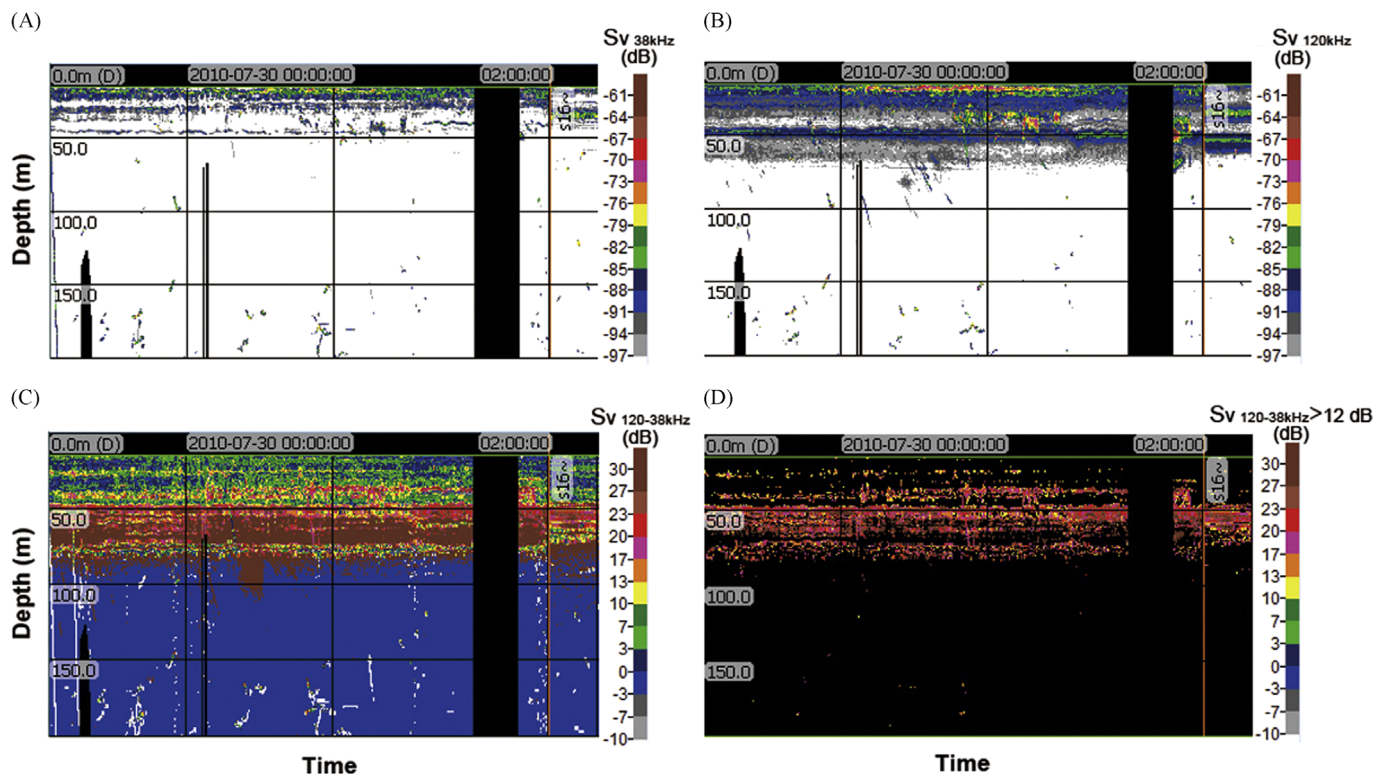 (A)
0.0m (D) 2010-07-30 00:00:00 02:00:00
Sv 38kHz
(dB)
s16~
50.0
100.0
150.0
Depth (m)
-61
-64
-67
-70
-73
-76
-79
-82
-85
-88
-91
-94
-97
(B)
0.0m (D) 2010-07-30 00:00:00 02:00:00
Sv 120kHz
(dB)
s16~
50.0
100.0
150.0
-61
-64
-67
-70
-73
-76
-79
-82
-85
-88
-91
-94
-97
(C)
0.0m (D) 2010-07-30 00:00:00 02:00:00
Sv 120-38kHz
(dB)
s16~
50.0
100.0
150.0
Depth (m)
30
27
23
20
17
13
10
7
3
0
-3
-7
-10
Time
(D)
0.0m (D) 2010-07-30 00:00:00 02:00:00
Sv 120-38kHz>12 dB
(dB)
s16~
50.0
100.0
150.0
30
27
23
20
17
13
10
7
3
0
-3
-7
-10
Time